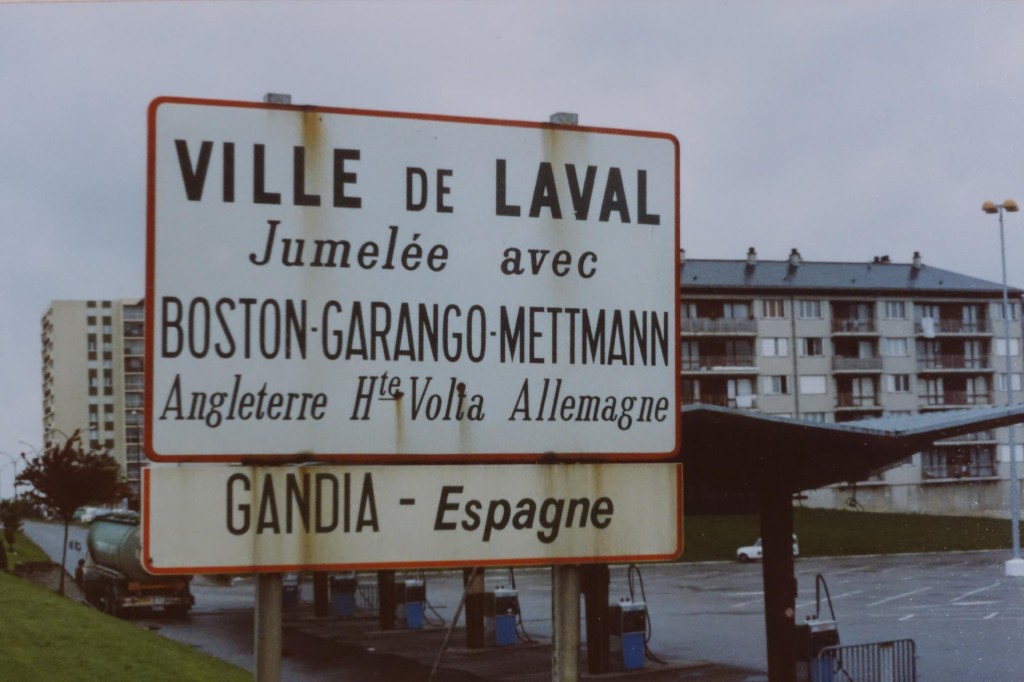 VILLE DE LAVAL
Jumelée avec
BOSTON-GARANGO-METTMANN
Angleterre Hte Volta Allemagne
GANDIA - Espagne